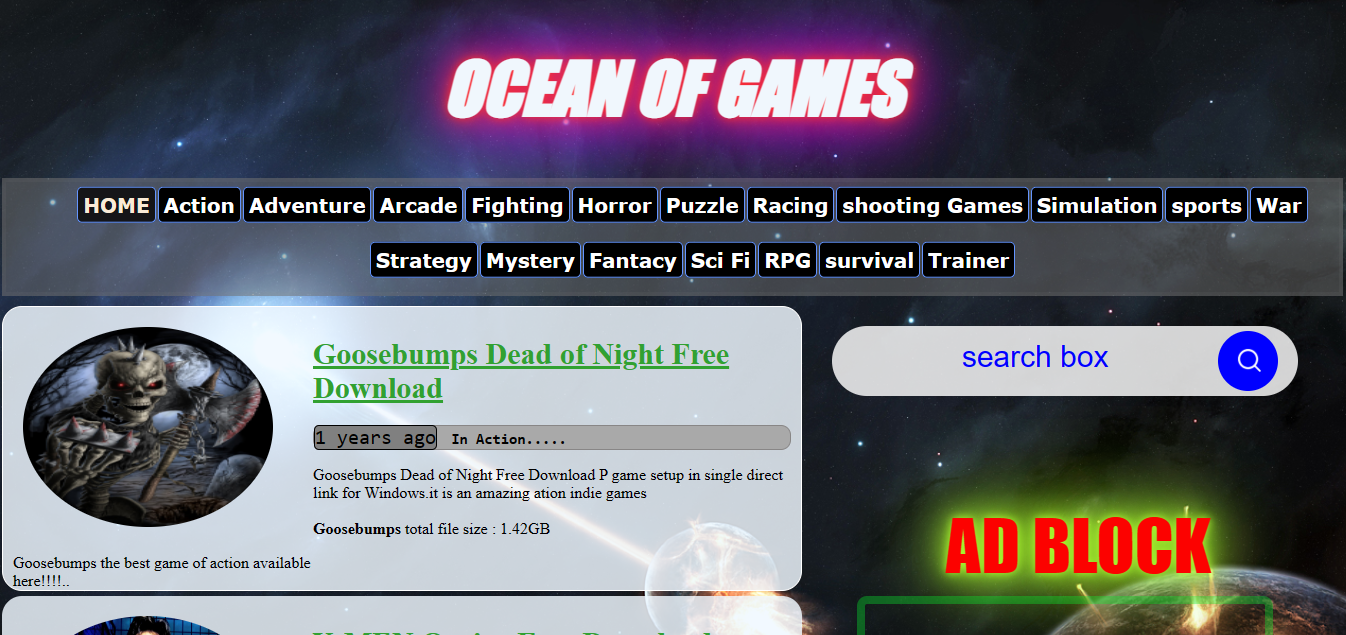 OCEAN OF GAMES
HOME Action Adventure Arcade Fighting Horror Puzzle Racing shooting Games Simulation sports War
Strategy Mystery Fantacy Sci Fi RPG survival Trainer
Goosebumps Dead of Night Free
Download
1 years ago In Action.....
Goosebumps Dead of Night Free Download P game setup in single direct
link for Windows.it is an amazing ation indie games
Goosebumps total file size : 1.42GB
Goosebumps the best game of action available
here!!!!..
search box
AD BLOCK